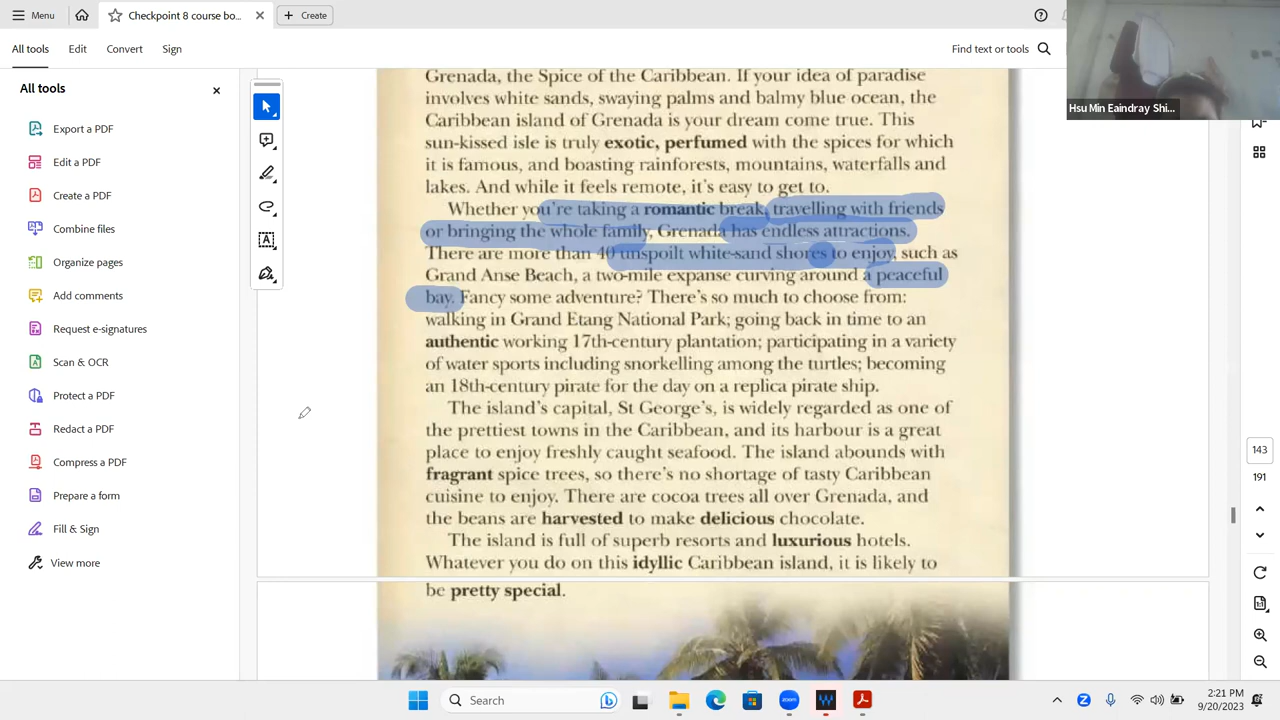 Menu
Checkpoint 8 course bo...
Create
All tools
Edit
Convert
Sign
Find text or tools
All tools
Export a PDF
Edit a PDF
Create a PDF
Combine files
Organize pages
Add comments
Request e-signatures
Scan & OCR
Protect a PDF
Redact a PDF
Compress a PDF
Prepare a form
Fill & Sign
View more
Grenada, the Spice of the Caribbean. If your idea of paradise
involves white sands, swaying palms and balmy blue ocean, the
Caribbean island of Grenada is your dream come true. This
sun-kissed isle is truly exotic, perfumed with the spices for which
it is famous, and boasting rainforests, mountains, waterfalls and
lakes. And while it feels remote, it's easy to get to.
Whether you're taking a romantic break, travelling with friends
or bringing the whole family, Grenada has endless attractions.
There are more than 40 unspoilt white-sand shores to enjoy, such as
Grand Anse Beach, a two-mile expanse curving around a peaceful
bay. Fancy some adventure? There's so much to choose from:
walking in Grand Etang National Park; going back in time to an
authentic working 17th-century plantation; participating in a variety
of water sports including snorkelling among the turtles; becoming
an 18th-century pirate for the day on a replica pirate ship.
The island's capital, St George's, is widely regarded as one of
the prettiest towns in the Caribbean, and its harbour is a great
place to enjoy freshly caught seafood. The island abounds with
fragrant spice trees, so there's no shortage of tasty Caribbean
cuisine to enjoy. There are cocoa trees all over Grenada, and
the beans are harvested to make delicious chocolate.
The island is full of superb resorts and luxurious hotels.
Whatever you do on this idyllic Caribbean island, it is likely to
be pretty special.
Hsu Min Eaindray Shi...
143
191
Search
2:21 PM
9/20/2023